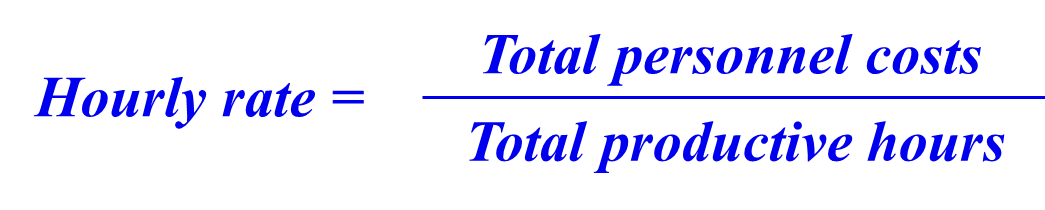 Total personnel costs
Hourly rate =
Total productive hours